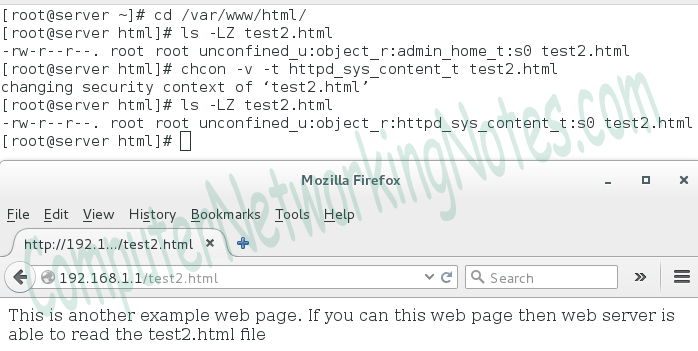 [root@server ~]# cd /var/www/html/
[root@server html]# ls -LZ test2.html
-rw-r--r--. root root unconfined_u:object_r:admin_home_t:s0 test2.html
[root@server html]# chcon -v -t httpd_sys_content_t test2.html
changing security context of ‘test2.html’
[root@server html]# ls -LZ test2.html
-rw-r--r--. root root unconfined_u:object_r:httpd_sys_content_t:s0 test2.html
[root@server html]#
ComputerNetworkingNotes.com
Mozilla Firefox
File Edit View History Bookmarks Tools Help
http://192.1.../test2.html
192.168.1.1/test2.html Search
This is another example web page. If you can this web page then web server is
able to read the test2.html file